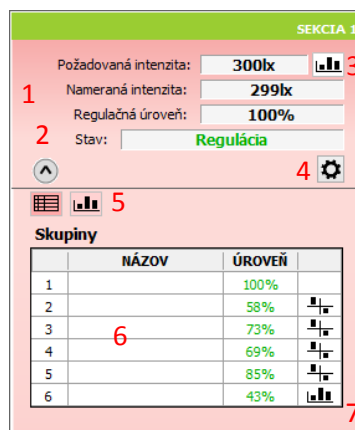 SEKCIA 1
Požadovaná intenzita: 300lx 3
1 Nameraná intenzita: 299lx
Regulačná úroveň: 100%
2 Stav: Regulácia
4
5
Skupiny
NÁZOV ÚROVEŇ
1 100%
2 58%
3 73%
6
4 69%
5 85%
6 43%
7